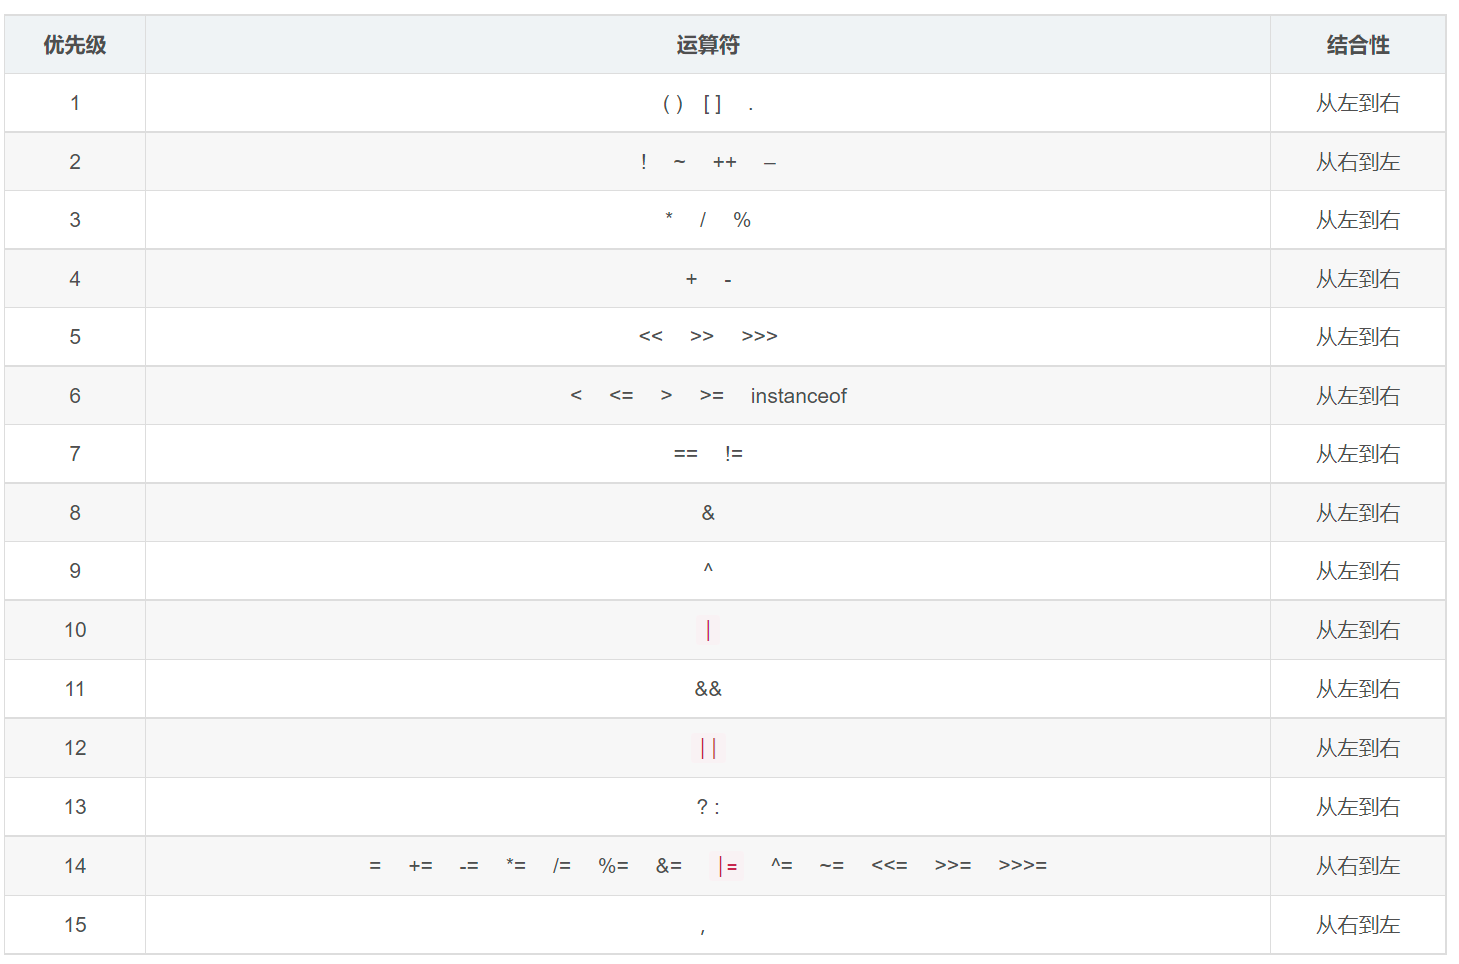 优先级 运算符 结合性
1 ( ) [ ] . 从左到右
2 ! ~ ++ – 从右到左
3 * / % 从左到右
4 + - 从左到右
5 << >> >>> 从左到右
6 < <= > >= instanceof 从左到右
7 == != 从左到右
8 & 从左到右
9 ^ 从左到右
10 | 从左到右
11 && 从左到右
12 || 从左到右
13 ? : 从左到右
14 = += -= *= /= %= &= |= ^= ~= <<= >>= >>>= 从右到左
15 , 从右到左